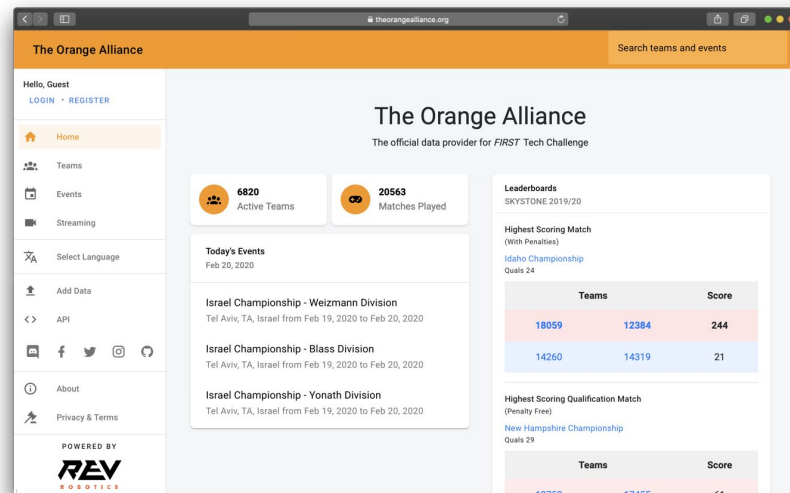 theorangealliance.org
The Orange Alliance
Search teams and events
Hello, Guest
LOGIN • REGISTER
Home
Teams
Events
Streaming
Select Language
Add Data
API
About
Privacy & Terms
POWERED BY
REV
ROBOTICS
The Orange Alliance
The official data provider for FIRST Tech Challenge
6820
Active Teams
20563
Matches Played
Today's Events
Feb 20, 2020
Israel Championship - Weizmann Division
Tel Aviv, TA, Israel from Feb 19, 2020 to Feb 20, 2020
Israel Championship - Blass Division
Tel Aviv, TA, Israel from Feb 19, 2020 to Feb 20, 2020
Israel Championship - Yonath Division
Tel Aviv, TA, Israel from Feb 19, 2020 to Feb 20, 2020
Leaderboards
SKYSTONE 2019/20
Highest Scoring Match
(With Penalties)
Idaho Championship
Quals 24
Teams Score
18059 12384 244
14260 14319 21
Highest Scoring Qualification Match
(Penalty Free)
New Hampshire Championship
Quals 29
Teams Score